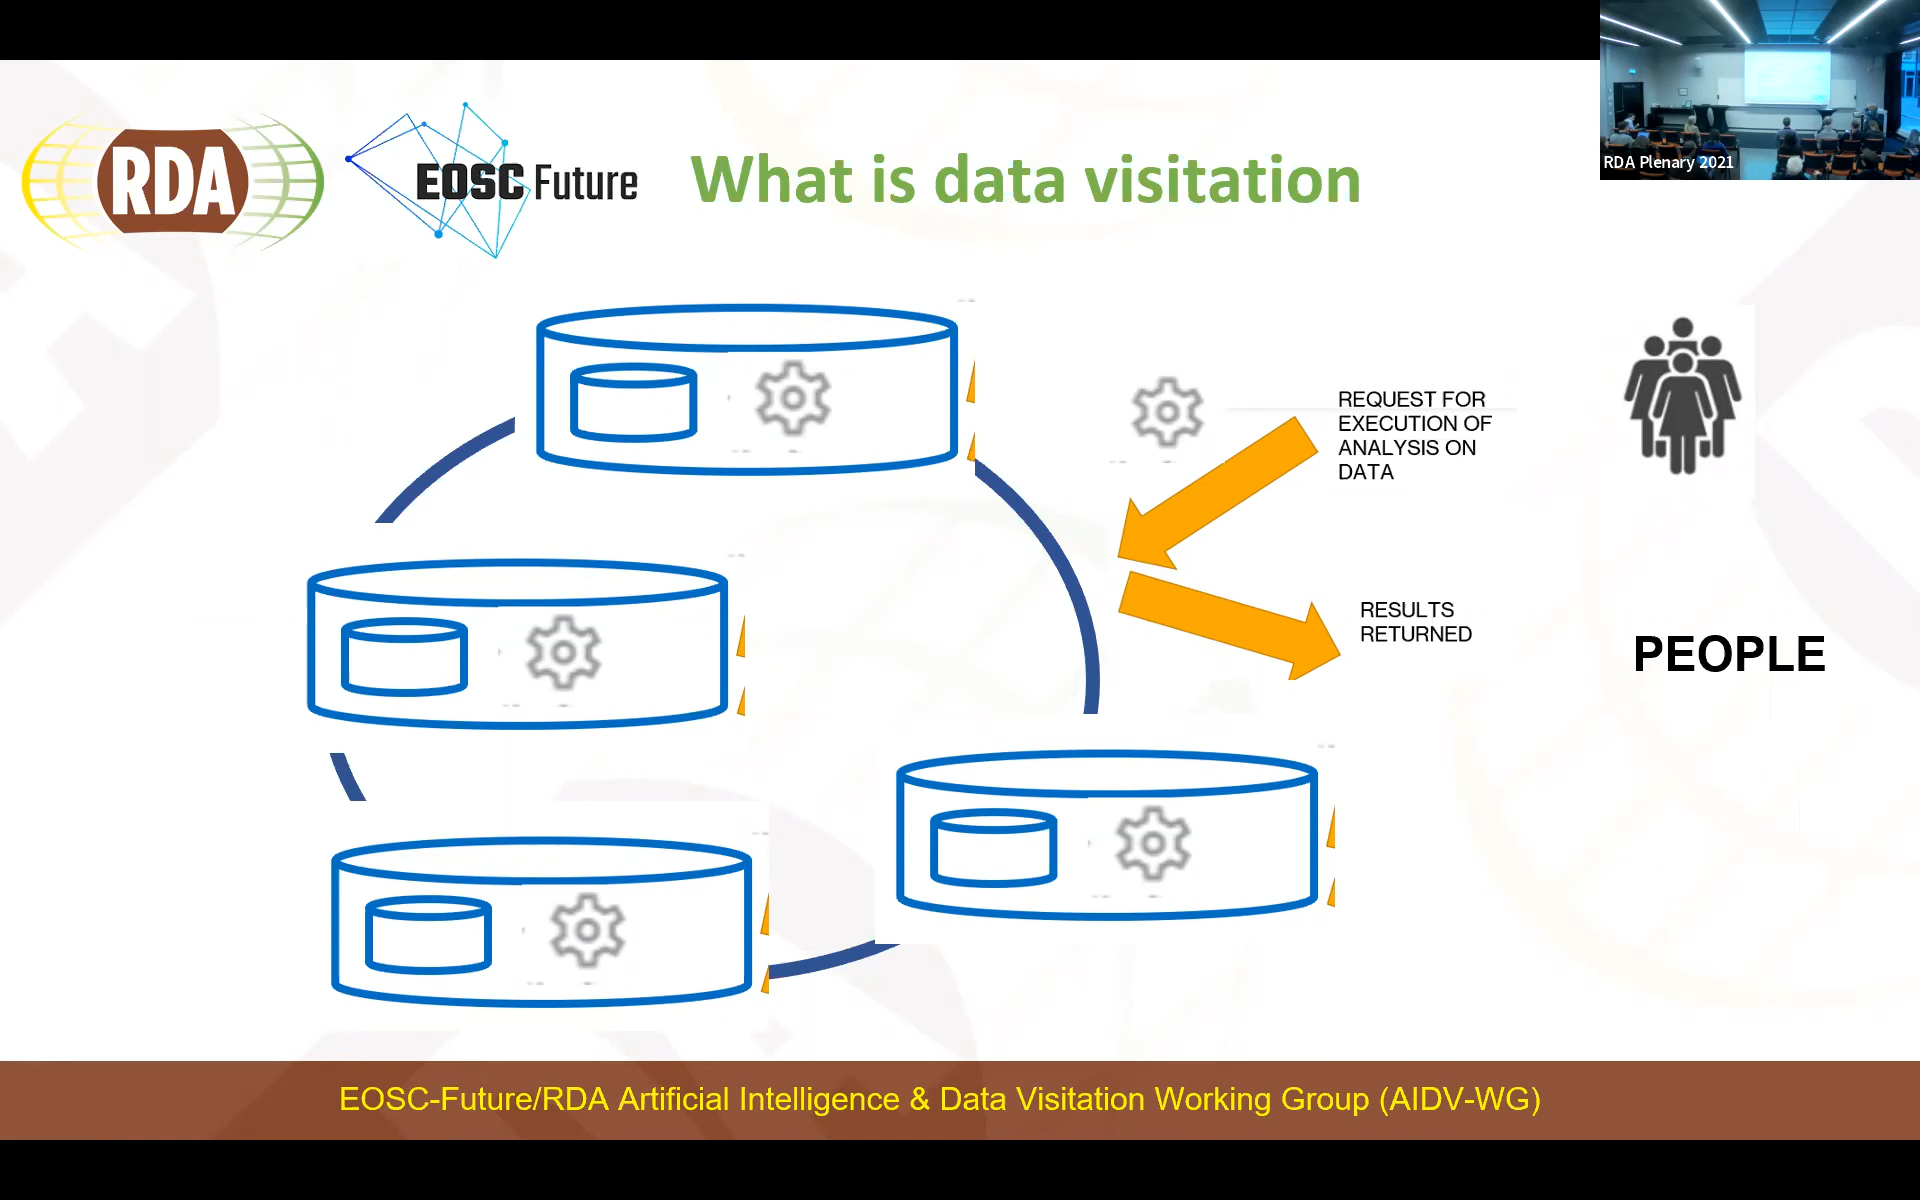 RDA
EOSC Future
What is data visitation
RDA Plenary 2021
REQUEST FOR
EXECUTION OF
ANALYSIS ON
DATA
RESULTS
RETURNED
PEOPLE
EOSC-Future/RDA Artificial Intelligence & Data Visitation Working Group (AIDV-WG)